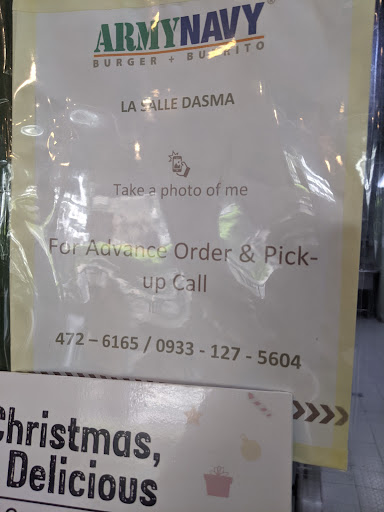 ARMYNAVY
BURGER + BURRITO
LA SALLE DASMA
Take a photo of me
For Advance Order & Pick-
up Call
472 – 6165 / 0933 - 127 - 5604
Christmas,
Delicious